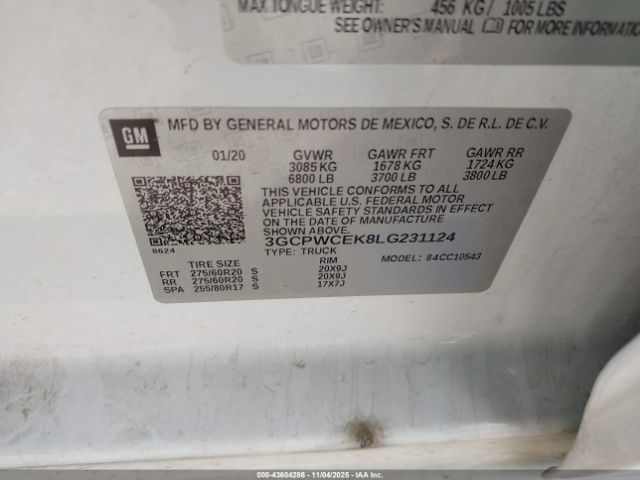 MAX TONGUE WEIGHT: 456 KG / 1005 LBS
SEE OWNER'S MANUAL FOR MORE INFORMATION
GM MFD BY GENERAL MOTORS DE MEXICO, S. DE R.L. DE C.V.
01/20 GVWR GAWR FRT GAWR RR
3085 KG 1678 KG 1724 KG
6800 LB 3700 LB 3800 LB
THIS VEHICLE CONFORMS TO ALL
APPLICABLE U.S. FEDERAL MOTOR
VEHICLE SAFETY STANDARDS IN EFFECT
ON THE DATE OF MANUFACTURE
8624 3GCPWCEK8LG231124
TYPE: TRUCK MODEL: 84CC10543
TIRE SIZE RIM
FRT 275/60R20 S 20X9J
RR 275/60R20 S 20X9J
SPA 255/80R17 S 17X7J
000-43604286 - 11/04/2025 - IAAI.COM